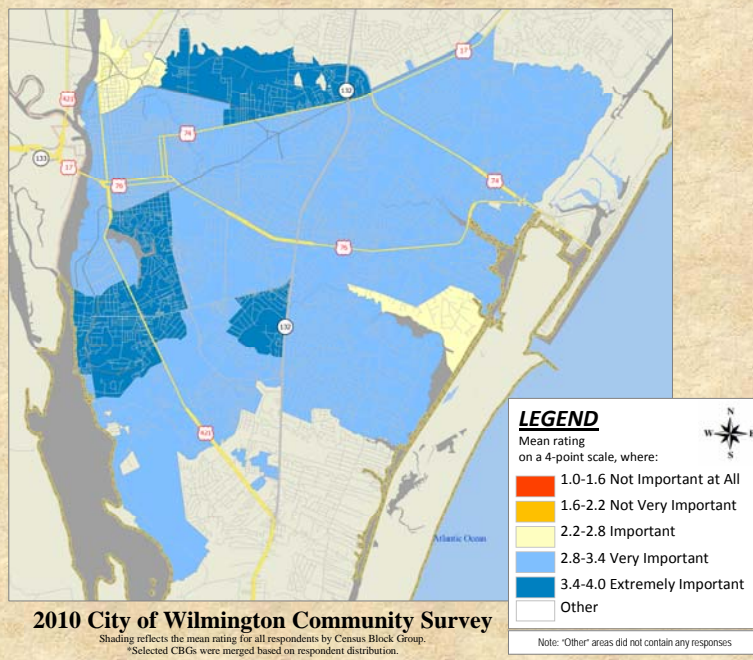 17
132
421
74
133
17
76
74
76
132
421
Atlantic Ocean
LEGEND
Mean rating
on a 4-point scale, where:
N
W E
S
1.0-1.6 Not Important at All
1.6-2.2 Not Very Important
2.2-2.8 Important
2.8-3.4 Very Important
3.4-4.0 Extremely Important
Other
Note: "Other" areas did not contain any responses
2010 City of Wilmington Community Survey
Shading reflects the mean rating for all respondents by Census Block Group.
*Selected CBGs were merged based on respondent distribution.